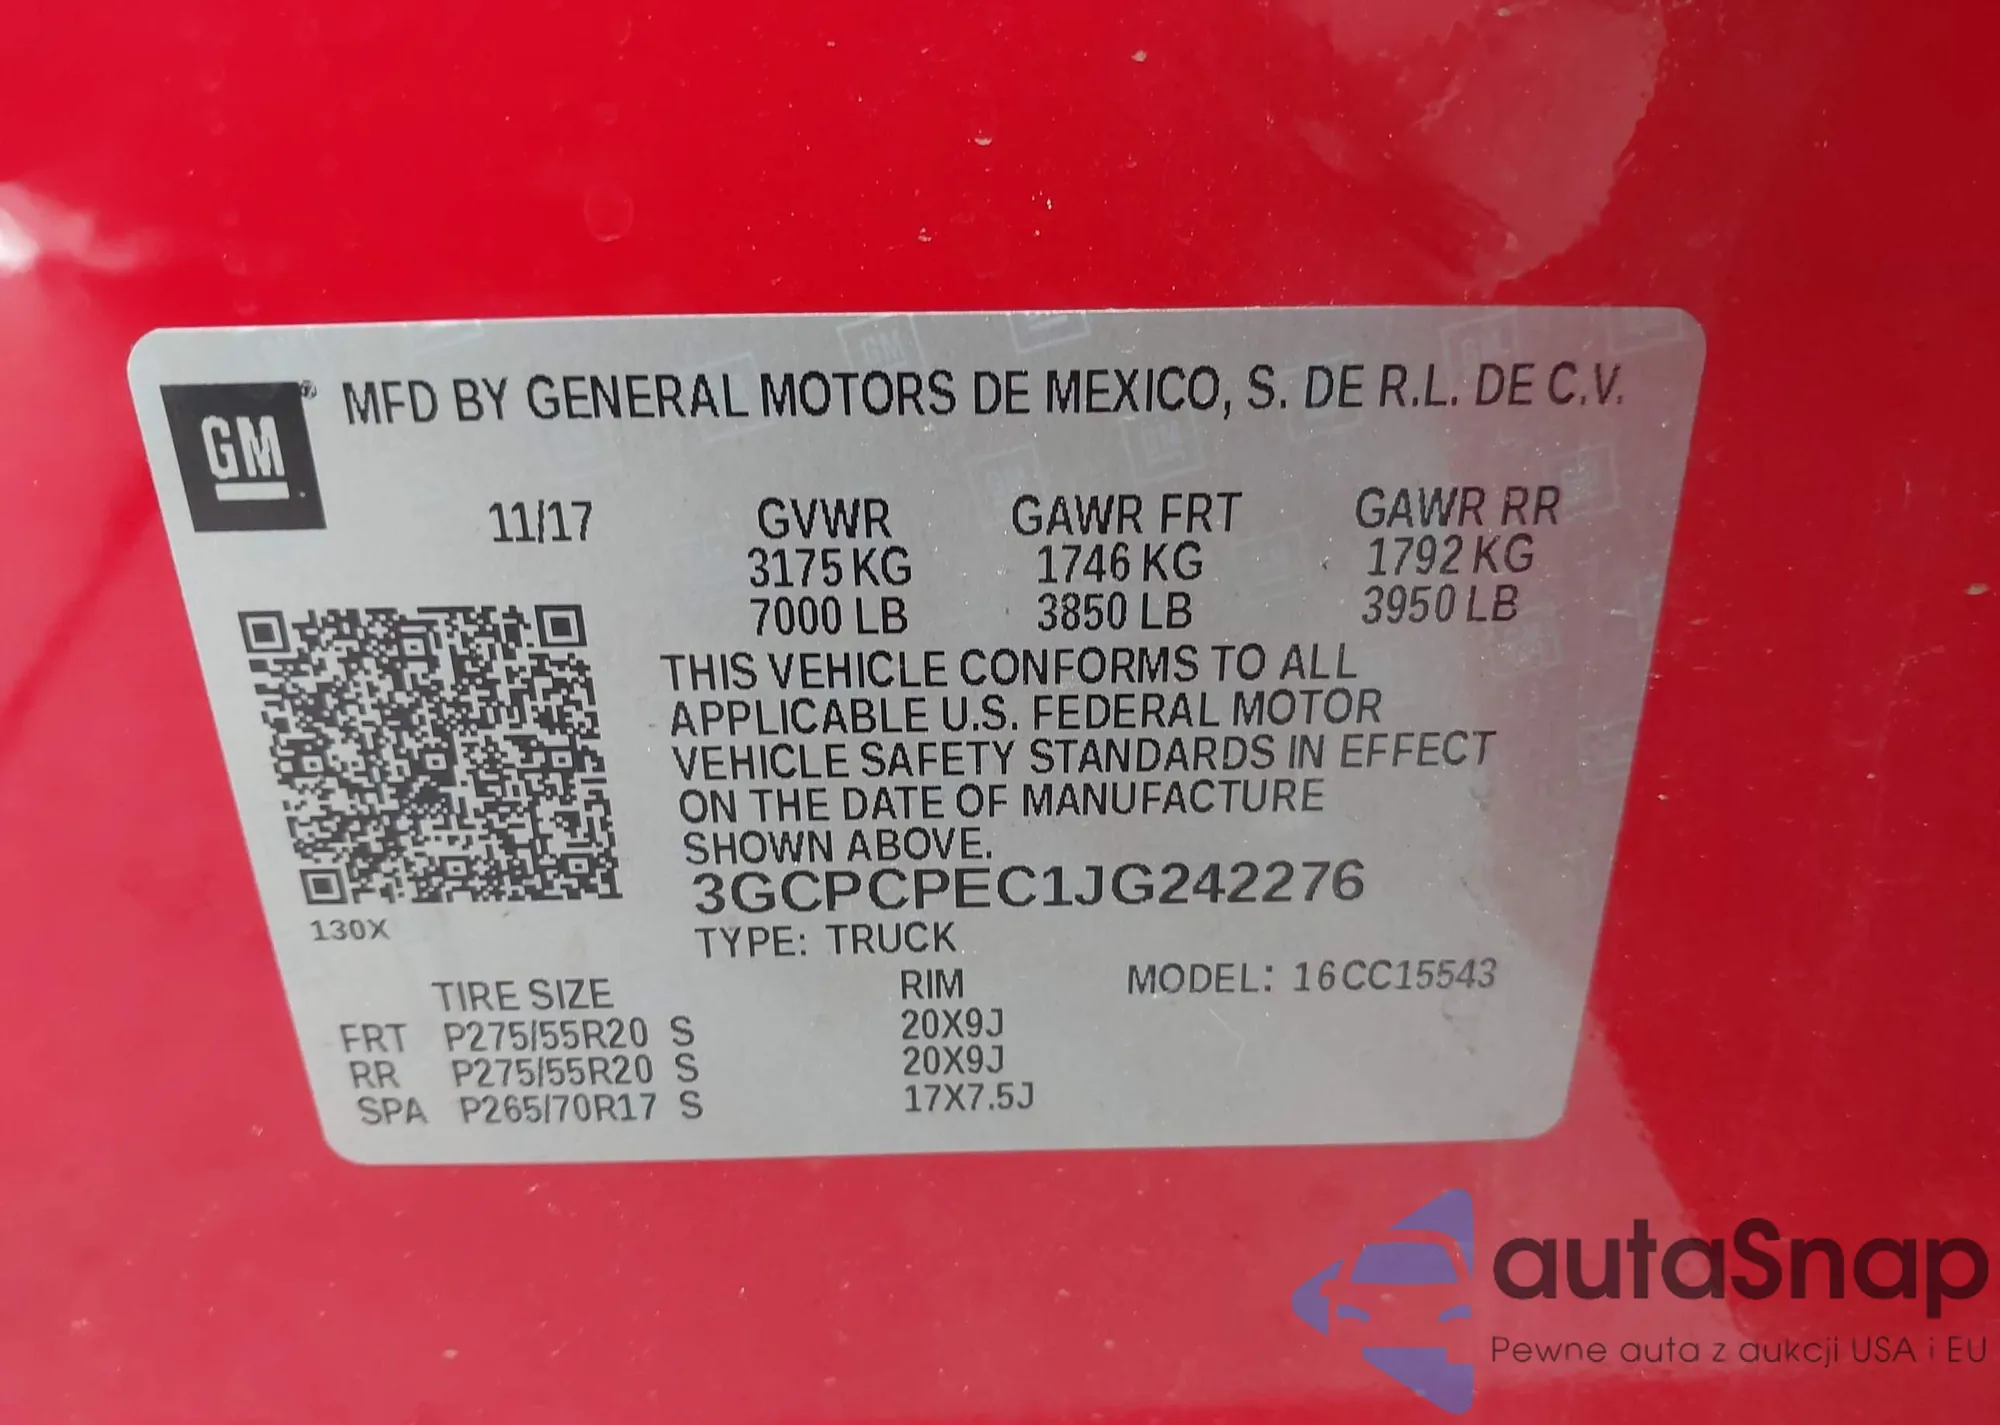 GM
MFD BY GENERAL MOTORS DE MEXICO, S. DE R.L. DE C.V.
11/17 GVWR GAWR FRT GAWR RR
3175 KG 1746 KG 1792 KG
7000 LB 3850 LB 3950 LB
THIS VEHICLE CONFORMS TO ALL
APPLICABLE U.S. FEDERAL MOTOR
VEHICLE SAFETY STANDARDS IN EFFECT
ON THE DATE OF MANUFACTURE
SHOWN ABOVE.
3GCPCPEC1JG242276
130X
TYPE: TRUCK
TIRE SIZE RIM MODEL: 16CC15543
FRT P275/55R20 S 20X9J
RR P275/55R20 S 20X9J
SPA P265/70R17 S 17X7.5J
autaSnap
Pewne auta z aukcji USA i EU